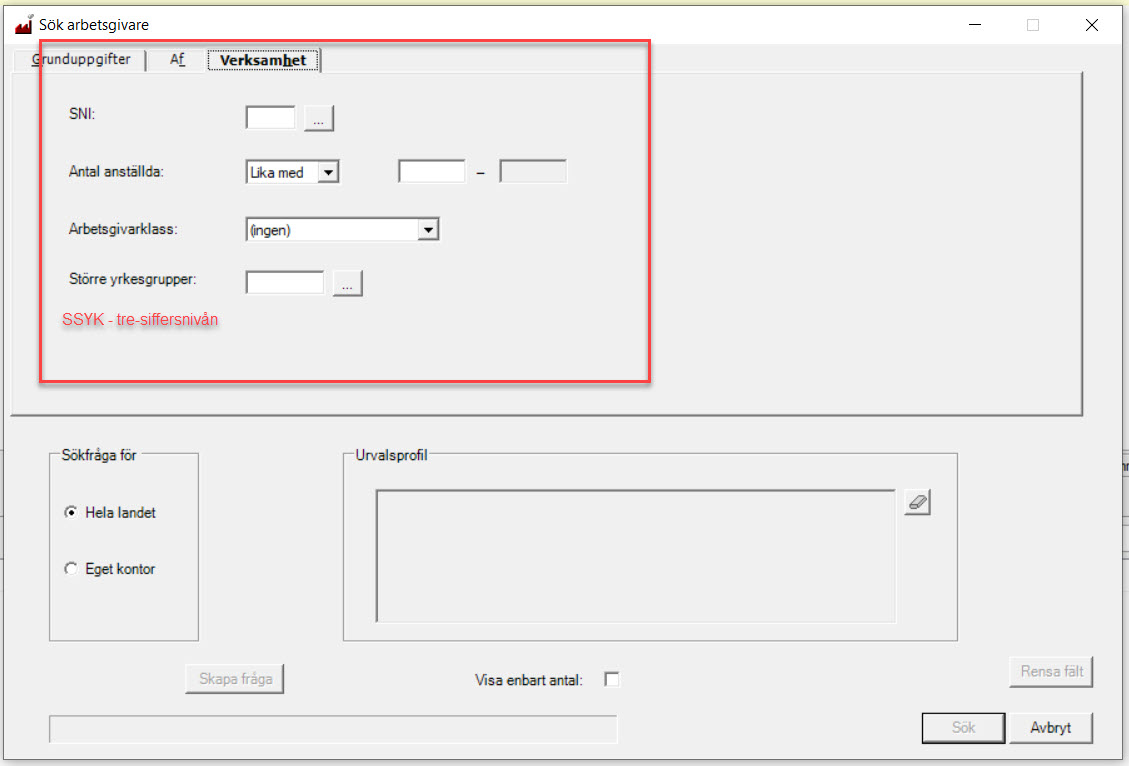 Sök arbetsgivare
Grunduppgifter Af Verksamhet
SNI: ...
Antal anställda: Lika med –
Arbetsgivarklass: (ingen)
Större yrkesgrupper: ...
SSYK - tre-siffersnivån
Sökfråga för
Hela landet
Eget kontor
Urvalsprofil
Skapa fråga
Visa enbart antal:
Rensa fält
Sök Avbryt